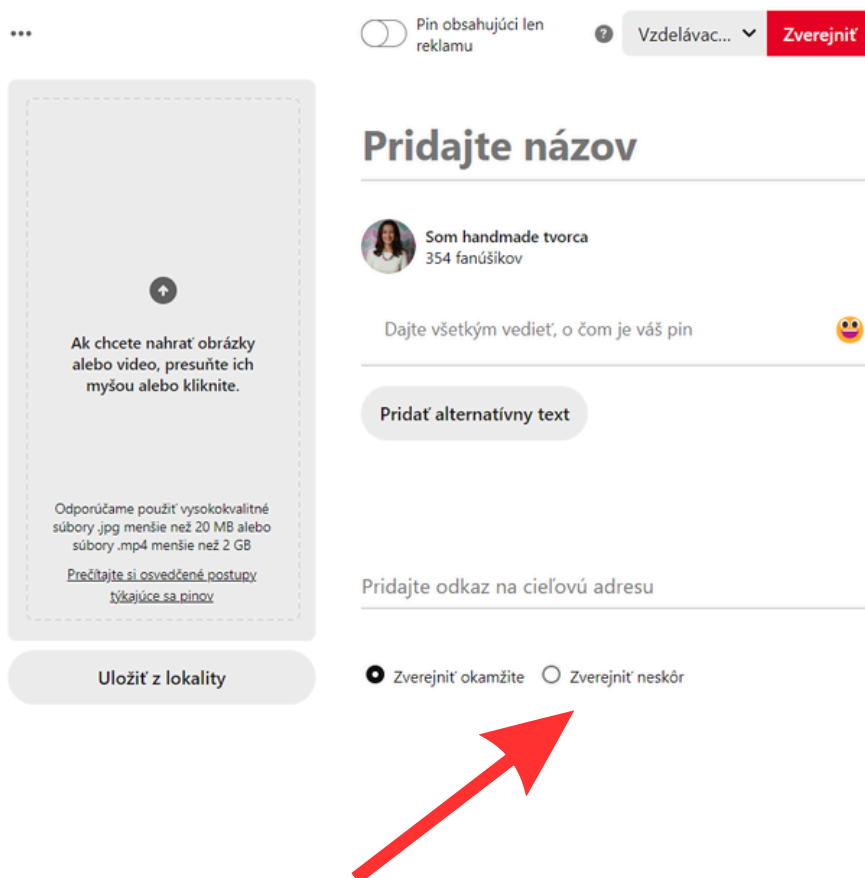 Pin obsahujúci len
reklamu
?
Vzdelávac...
Zverejniť
Pridajte názov
Som handmade tvorca
354 fanúšikov
Dajte všetkým vedieť, o čom je váš pin
Pridať alternatívny text
Ak chcete nahrať obrázky
alebo video, presuňte ich
myšou alebo kliknite.
Odporúčame použiť vysokokvalitné
súbory .jpg menšie než 20 MB alebo
súbory .mp4 menšie než 2 GB
Prečítajte si osvedčené postupy
týkajúce sa pinov
Uložiť z lokality
Pridajte odkaz na cieľovú adresu
Zverejniť okamžite
Zverejniť neskôr